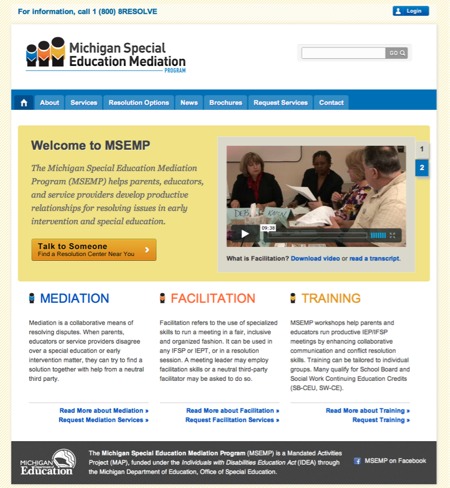 For information, call 1 (800) 8RESOLVE
Login
Michigan Special
Education Mediation
PROGRAM
GO
About Services Resolution Options News Brochures Request Services Contact
Welcome to MSEMP
The Michigan Special Education Mediation
Program (MSEMP) helps parents, educators,
and service providers develop productive
relationships for resolving issues in early
intervention and special education.
Talk to Someone
Find a Resolution Center Near You
1
2
09:38
What is Facilitation? Download video or read a transcript.
MEDIATION
Mediation is a collaborative means of
resolving disputes. When parents,
educators or service providers disagree
over a special education or early
intervention matter, they can try to find a
solution together with help from a neutral
third party.
Read More about Mediation »
Request Mediation Services »
FACILITATION
Facilitation refers to the use of specialized
skills to run a meeting in a fair, inclusive
and organized fashion. It can be used in
any IFSP or IEPT, or in a resolution
session. A meeting leader may employ
facilitation skills or a neutral third-party
facilitator may be asked to do so.
Read More about Facilitation »
Request Facilitation Services »
TRAINING
MSEMP workshops help parents and
educators run productive IEP/IFSP
meetings by enhancing collaborative
communication and conflict resolution
skills. Training can be tailored to individual
groups. Many qualify for School Board and
Social Work Continuing Education Credits
(SB-CEU, SW-CE).
Read More about Training »
Request Training »
MICHIGAN
Education
The Michigan Special Education Mediation Program (MSEMP) is a Mandated Activities
Project (MAP), funded under the Individuals with Disabilities Education Act (IDEA) through
the Michigan Department of Education, Office of Special Education.
MSEMP on Facebook